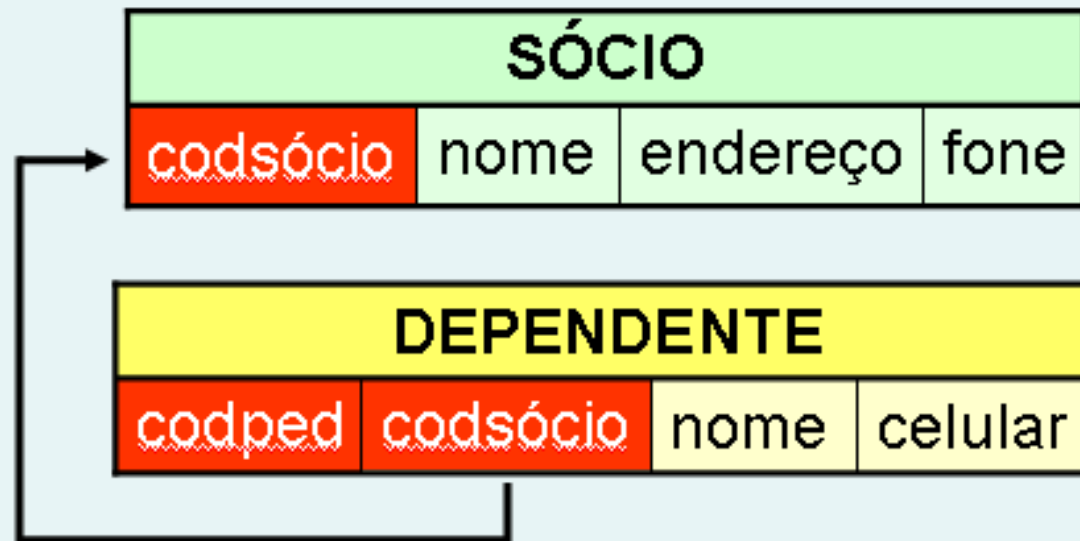 SÓCIO
codsócio nome endereço fone
DEPENDENTE
codped codsócio nome celular